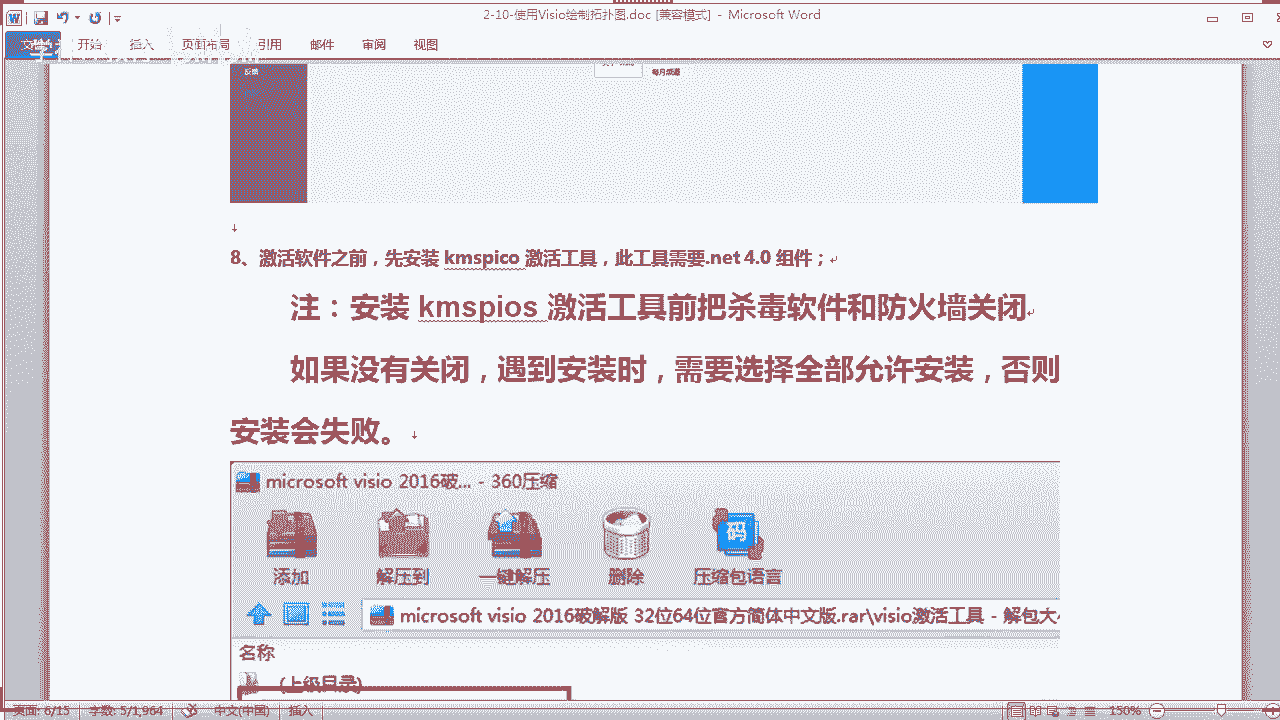 2-10-使用Visio绘制拓扑图.doc [兼容模式] - Microsoft Word
开始 插入 页面布局 引用 邮件 审阅 视图
反馈
每月频道
8、激活软件之前，先安装 kmspico 激活工具，此工具需要.net 4.0 组件；
注：安装 kmspios 激活工具前把杀毒软件和防火墙关闭
如果没有关闭，遇到安装时，需要选择全部允许安装，否则
安装会失败。
microsoft visio 2016破... - 360压缩
添加 解压到 一键解压 删除 压缩包语言
码
microsoft visio 2016破解版 32位64位官方简体中文版.rar\visio激活工具 - 解包大小
名称
(上级目录)
页面: 6/15 字数: 5/1,964 中文(中国) 插入 150%